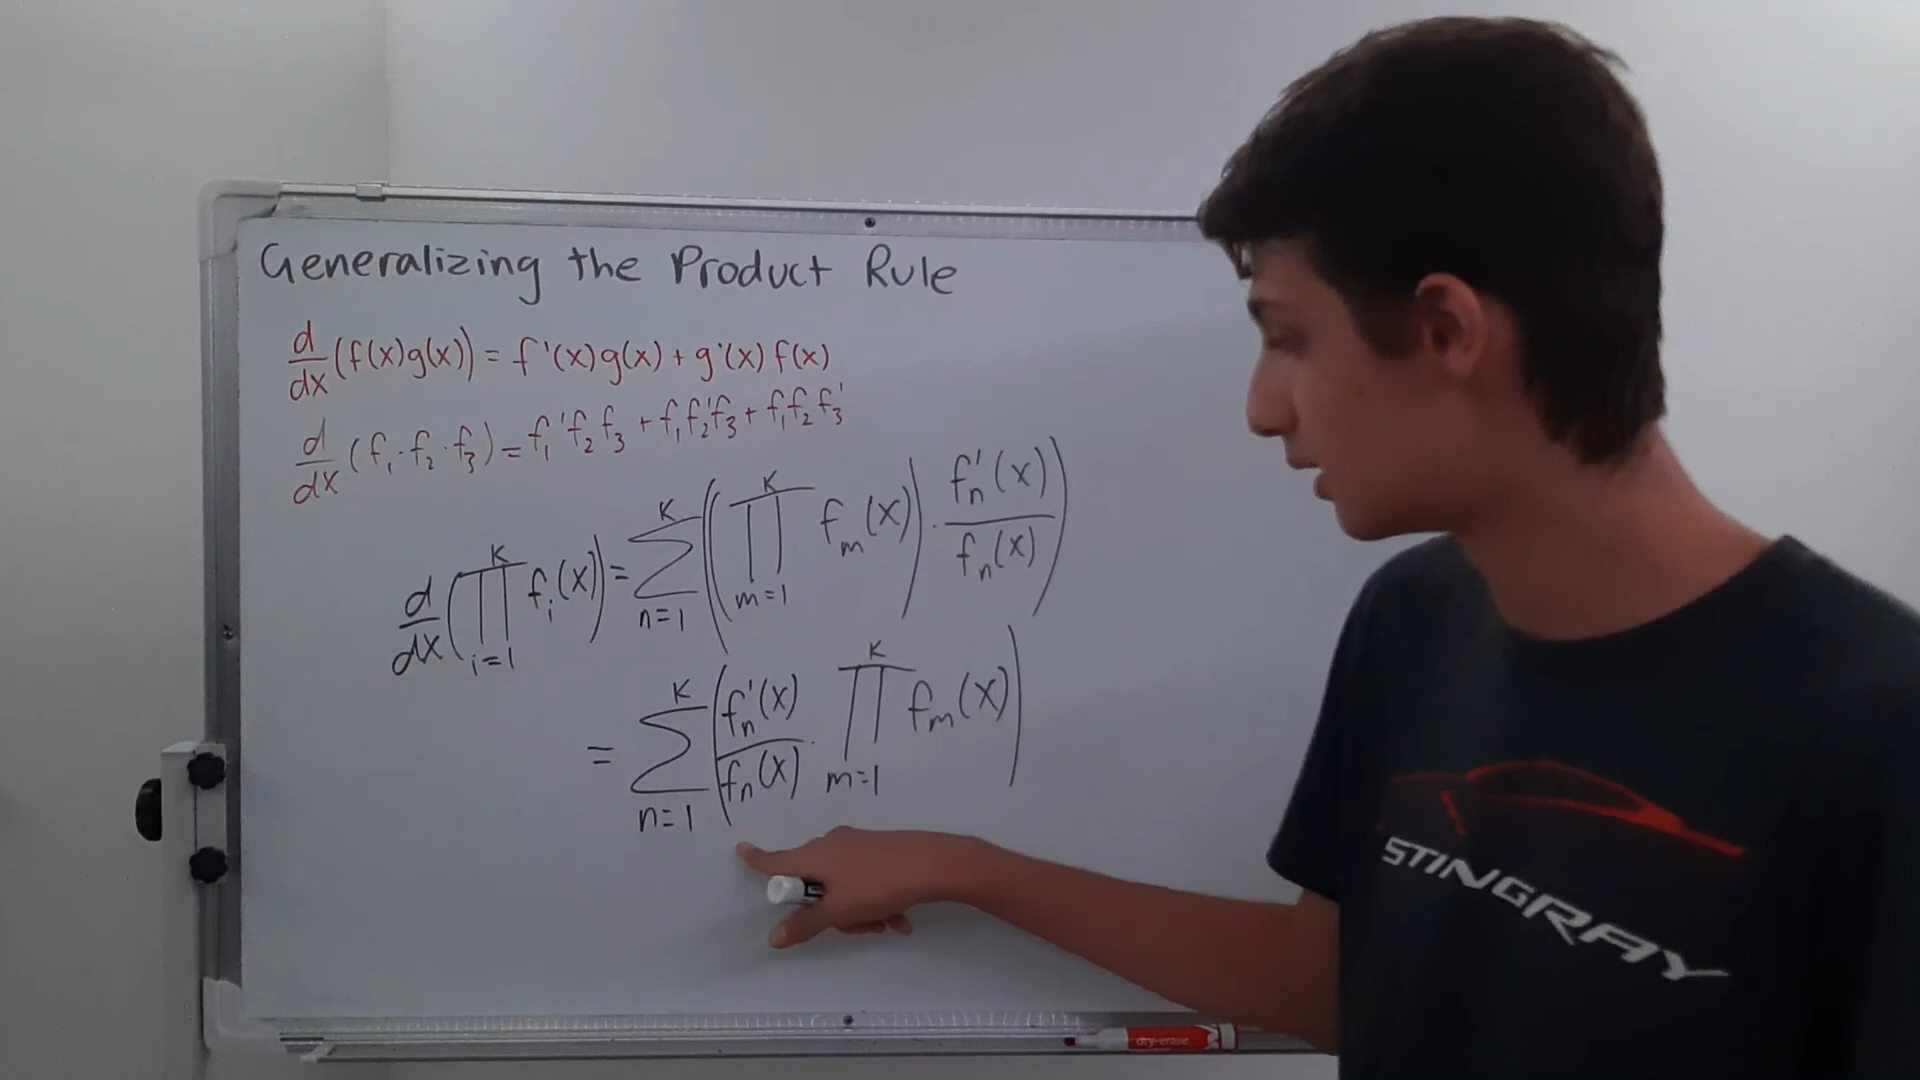 Generalizing the Product Rule
d/dx (f(x)g(x)) = f'(x)g(x) + g'(x) f(x)
d/dx (f₁·f₂·f₃) = f₁'f₂f₃ + f₁f₂'f₃ + f₁f₂f₃'
d/dx (∏_{i=1}^{K} f_i(x)) = ∑_{n=1}^{K} ((∏_{m=1}^{K} f_m(x)) · f_n'(x)/f_n(x))
= ∑_{n=1}^{K} (f_n'(x)/f_n(x) · ∏_{m=1}^{K} f_m(x))
STINGRAY
dry-erase